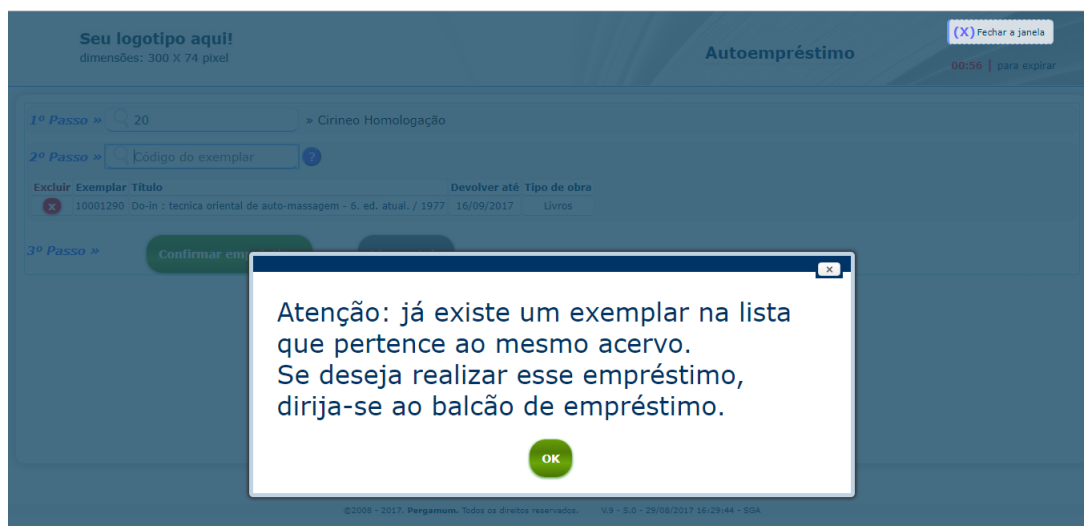 Seu logotipo aqui!
dimensões: 300 X 74 pixel
Autoempréstimo
(X) Fechar a janela
00:56 | para expirar
1º Passo » 20 » Cirineo Homologação
2º Passo » Código do exemplar ?
Excluir Exemplar Título Devolver até Tipo de obra
x 10001290 Do-in : tecnica oriental de auto-massagem - 6. ed. atual. / 1977 16/09/2017 Livros
3º Passo » Confirmar em
x
Atenção: já existe um exemplar na lista
que pertence ao mesmo acervo.
Se deseja realizar esse empréstimo,
dirija-se ao balcão de empréstimo.
OK
©2008 - 2017. Pergamum. Todos os direitos reservados. V.9 - 5.0 - 29/08/2017 16:29:44 - SGA